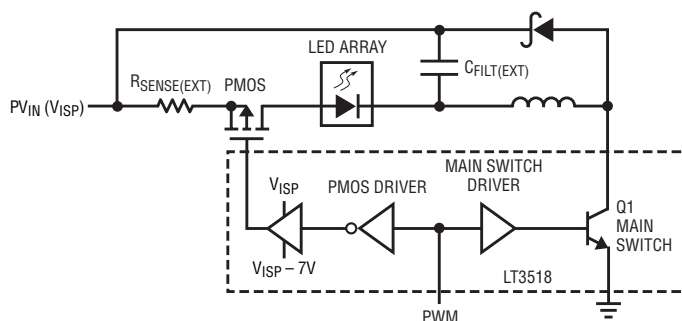 LED ARRAY
R_SENSE(EXT)
PMOS
C_FILT(EXT)
PV_IN (V_ISP)
V_ISP
PMOS DRIVER
MAIN SWITCH
DRIVER
Q1
MAIN
SWITCH
V_ISP – 7V
LT3518
PWM